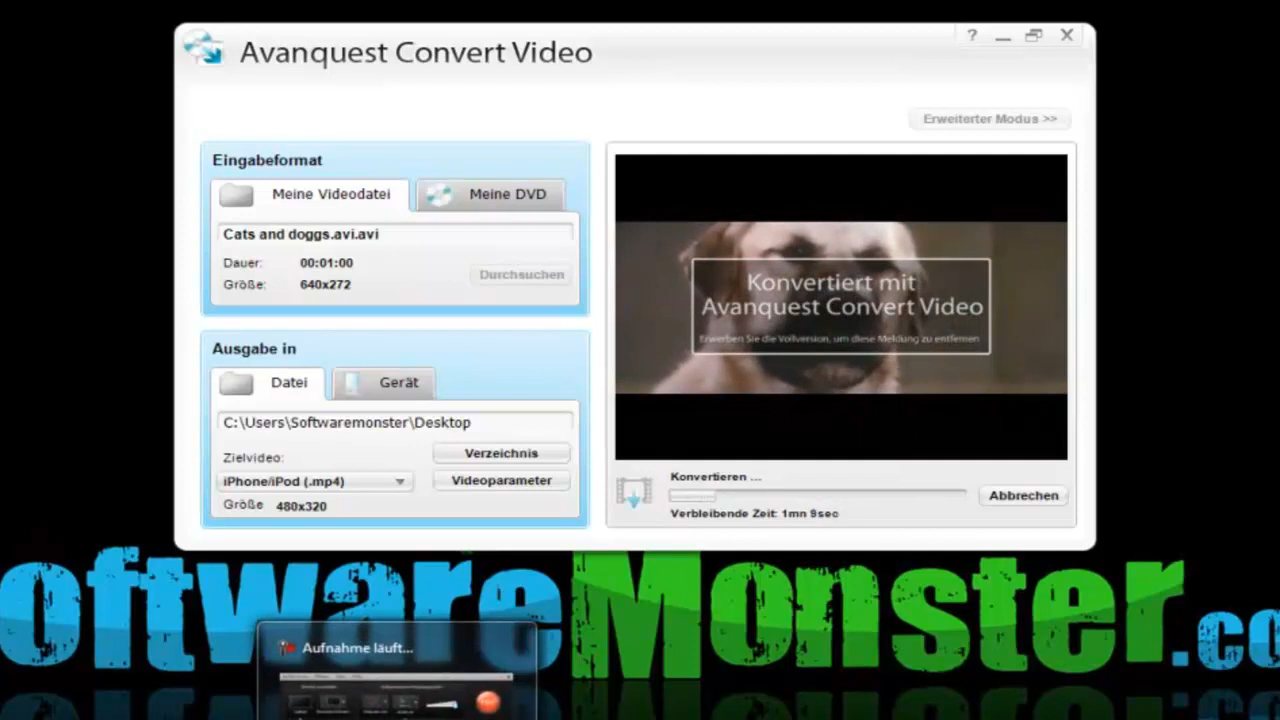 Avanquest Convert Video
?
Erweiterter Modus >>
Eingabeformat
Meine Videodatei
Meine DVD
Cats and doggs.avi.avi
Dauer: 00:01:00
Größe: 640x272
Durchsuchen
Ausgabe in
Datei
Gerät
C:\Users\Softwaremonster\Desktop
Zielvideo:
Verzeichnis
iPhone/iPod (.mp4)
Videoparameter
Größe 480x320
Konvertiert mit
Avanquest Convert Video
Erwerben Sie die Vollversion, um diese Meldung zu entfernen
Konvertieren ...
Abbrechen
Verbleibende Zeit: 1mn 9sec
oftwareMonster.co
Aufnahme läuft...